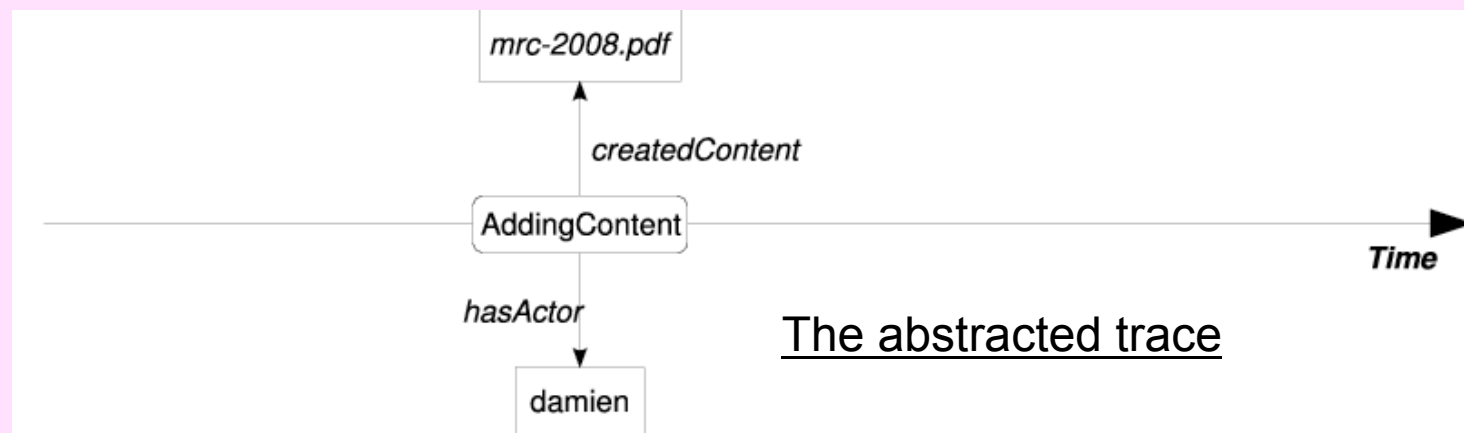 mrc-2008.pdf
createdContent
AddingContent
Time
hasActor
The abstracted trace
damien